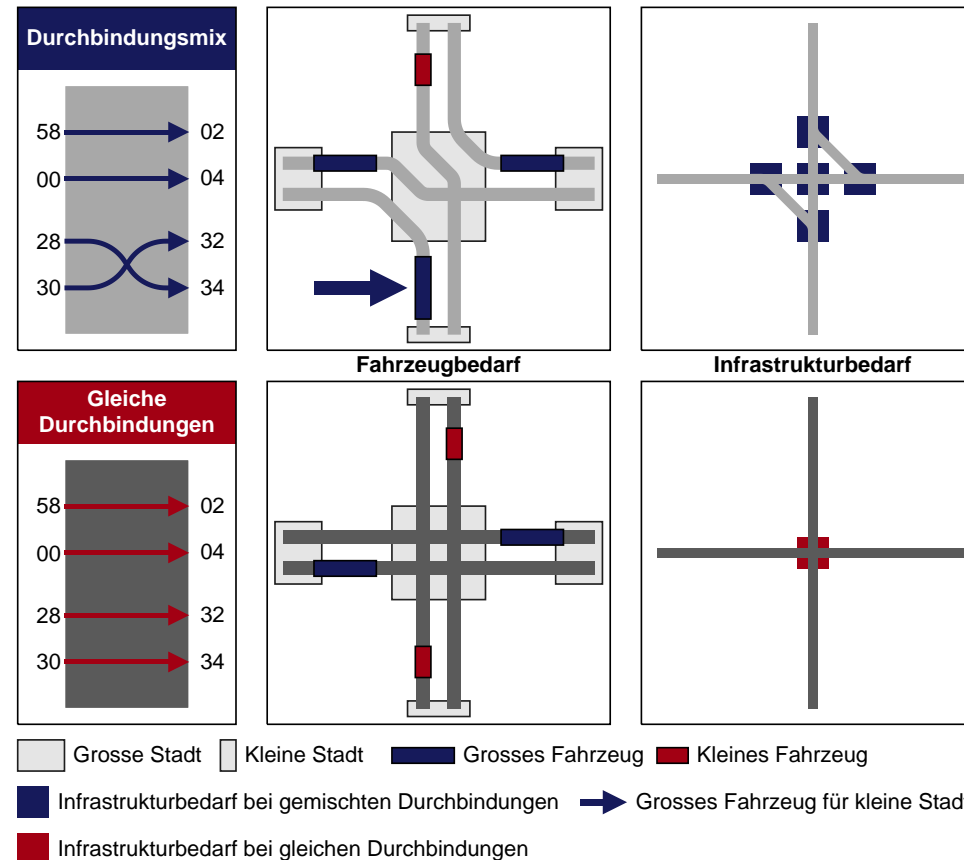 Durchbindungsmix
58 02
00 04
28 32
30 34
Fahrzeugbedarf
Infrastrukturbedarf
Gleiche
Durchbindungen
58 02
00 04
28 32
30 34
Grosse Stadt Kleine Stadt Grosses Fahrzeug Kleines Fahrzeug
Infrastrukturbedarf bei gemischten Durchbindungen Grosses Fahrzeug für kleine Stad
Infrastrukturbedarf bei gleichen Durchbindungen